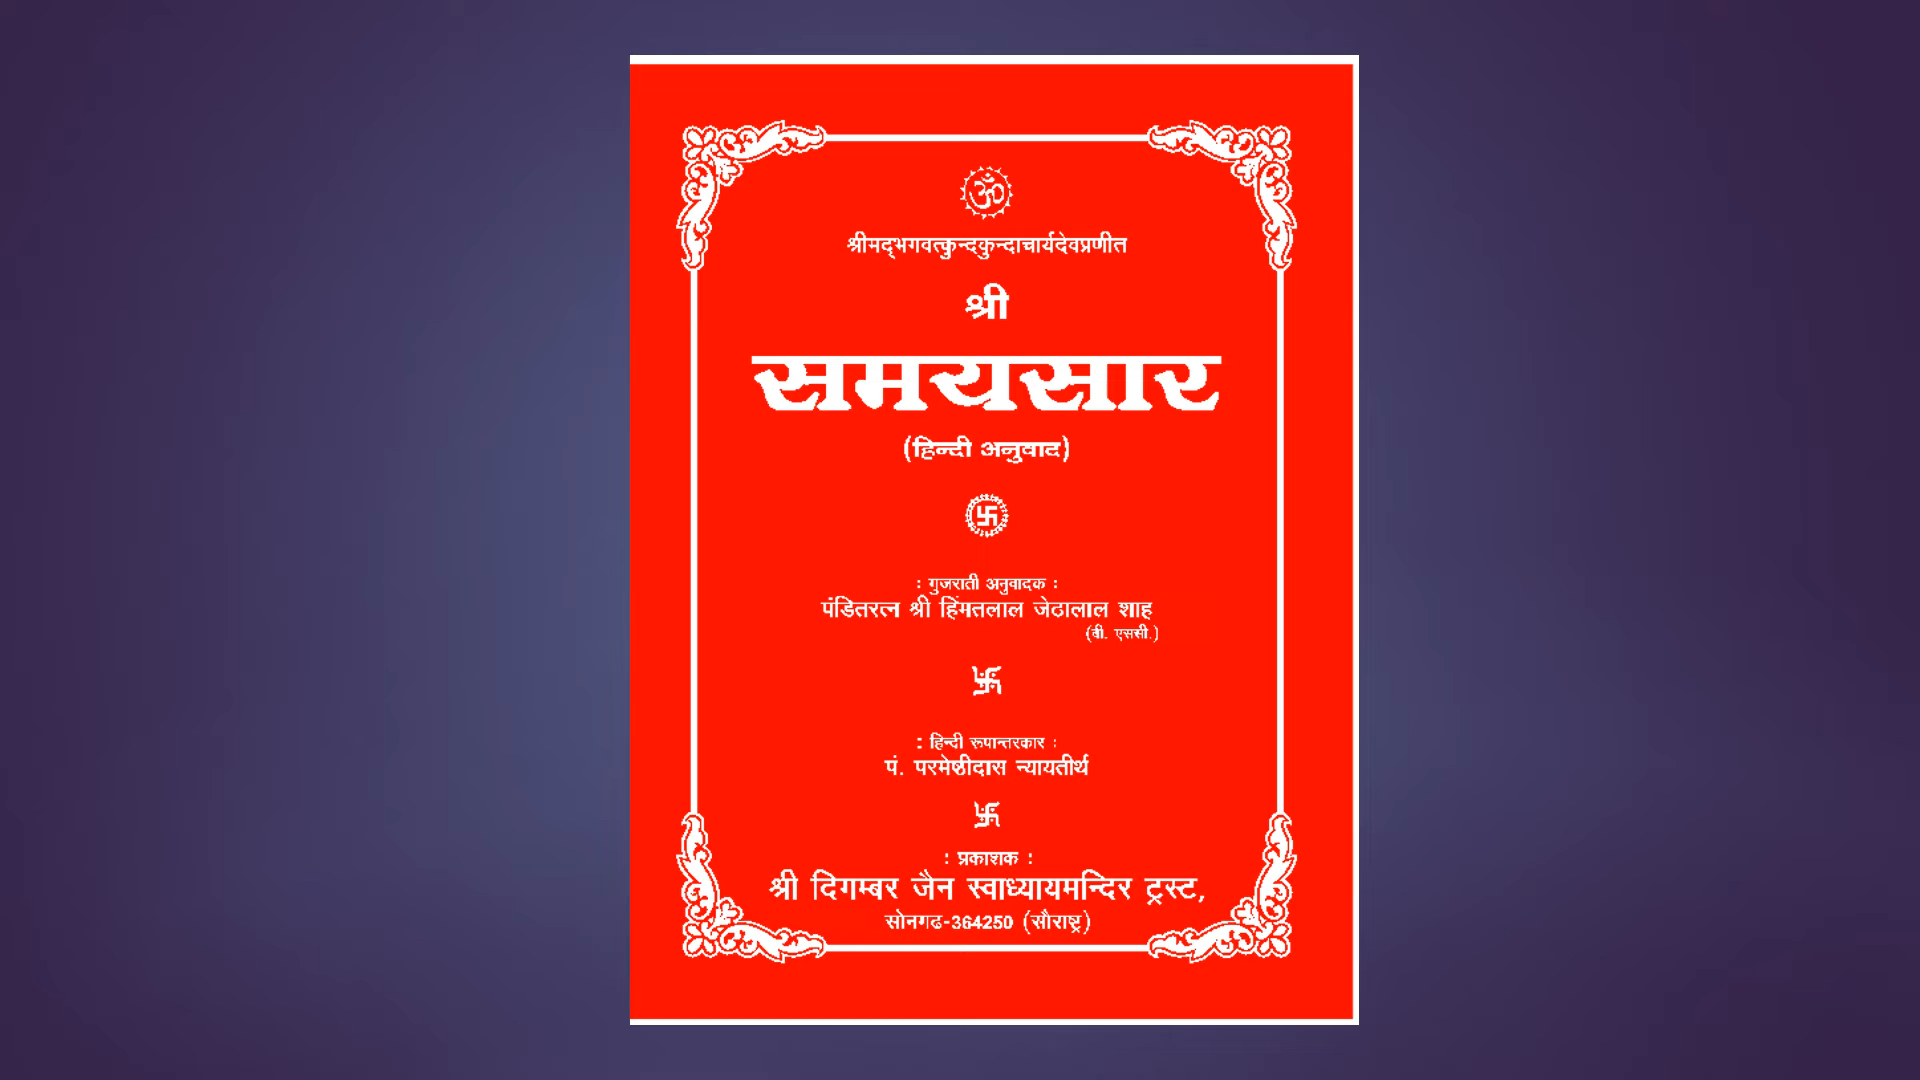 ॐ
श्रीमद्‌भगवत्कुन्दकुन्दाचार्यदेवप्रणीत
श्री
समयसार
(हिन्दी अनुवाद)
: गुजराती अनुवादक :
पंडितरत्न श्री हिंमतलाल जेठालाल शाह
(बी. एससी.)
: हिन्दी रूपान्तरकार :
पं. परमेष्ठीदास न्यायतीर्थ
: प्रकाशक :
श्री दिगम्बर जैन स्वाध्यायमन्दिर ट्रस्ट,
सोनगढ-364250 (सौराष्ट्र)